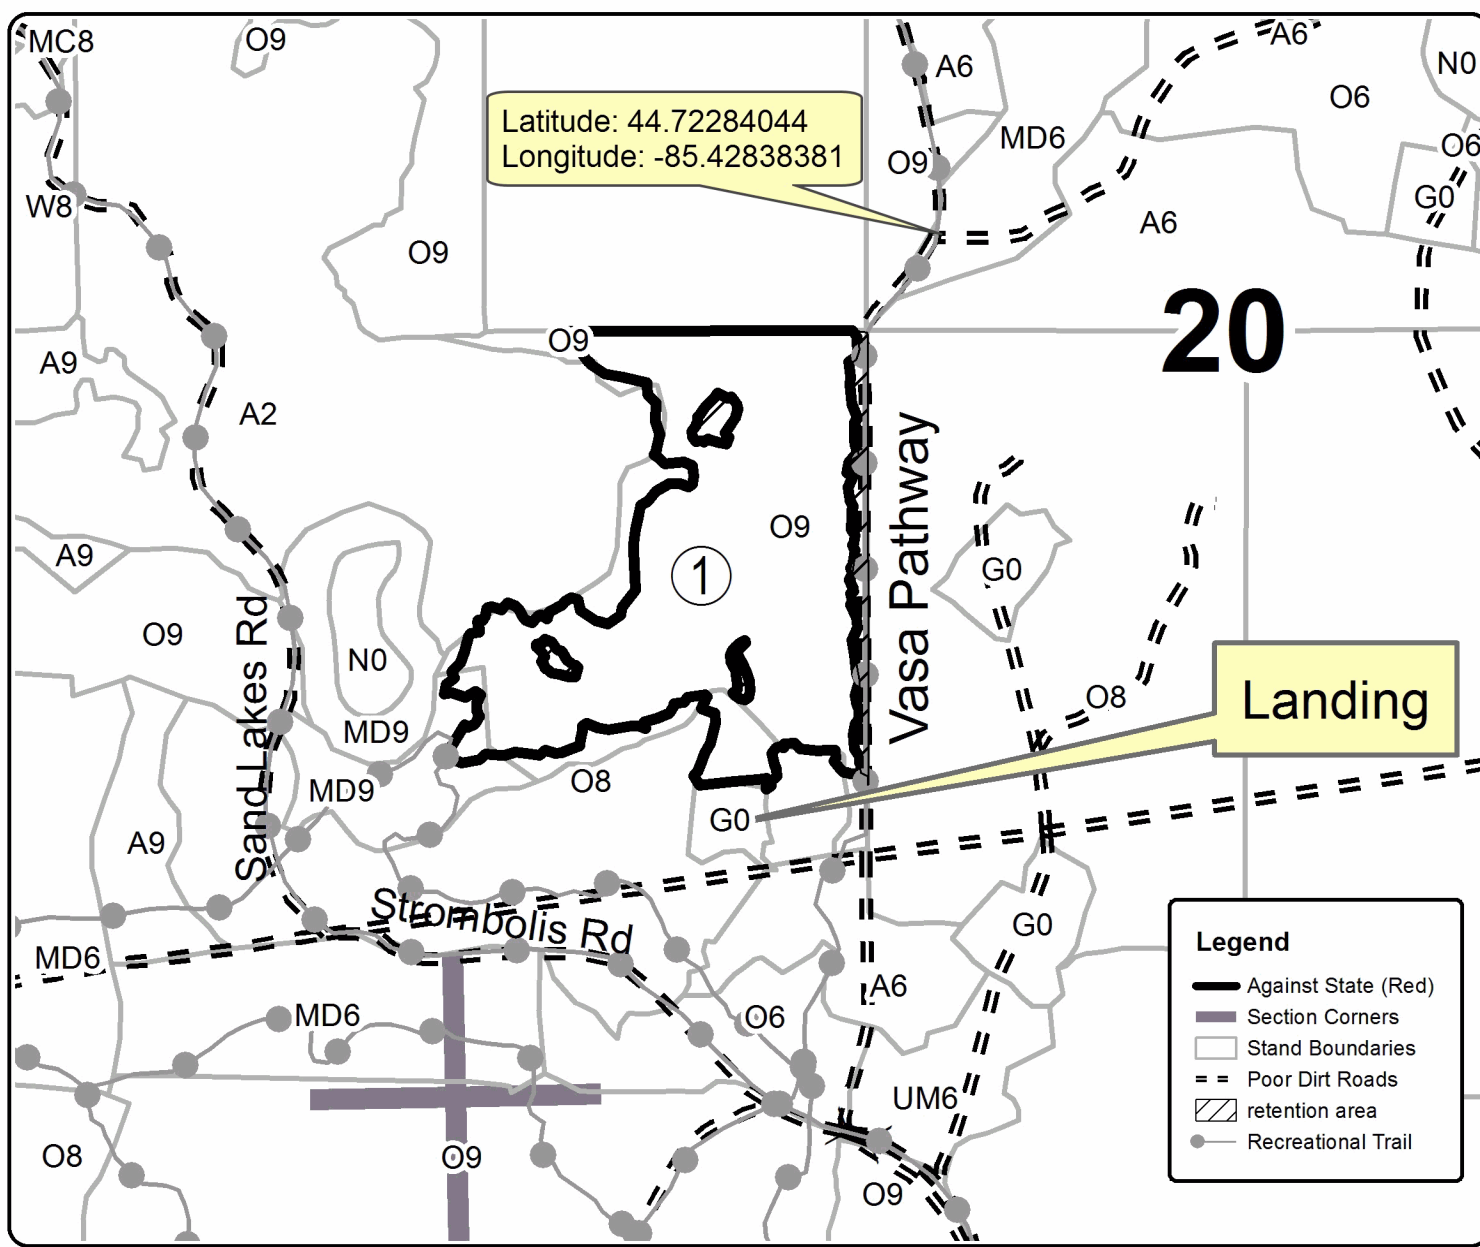 MC8
O9
A6
A6
N0
O6
Latitude: 44.72284044
Longitude: -85.42838381
MD6
O6
O9
G0
W8
A6
O9
20
O9
A9
A2
Vasa Pathway
O9
A9
G0
1
O9
Sand Lakes Rd
N0
O8
Landing
MD9
O8
MD9
G0
A9
Strombolis Rd
G0
MD6
A6
MD6
O6
UM6
O8
O9
O9
Legend
Against State (Red)
Section Corners
Stand Boundaries
Poor Dirt Roads
retention area
Recreational Trail